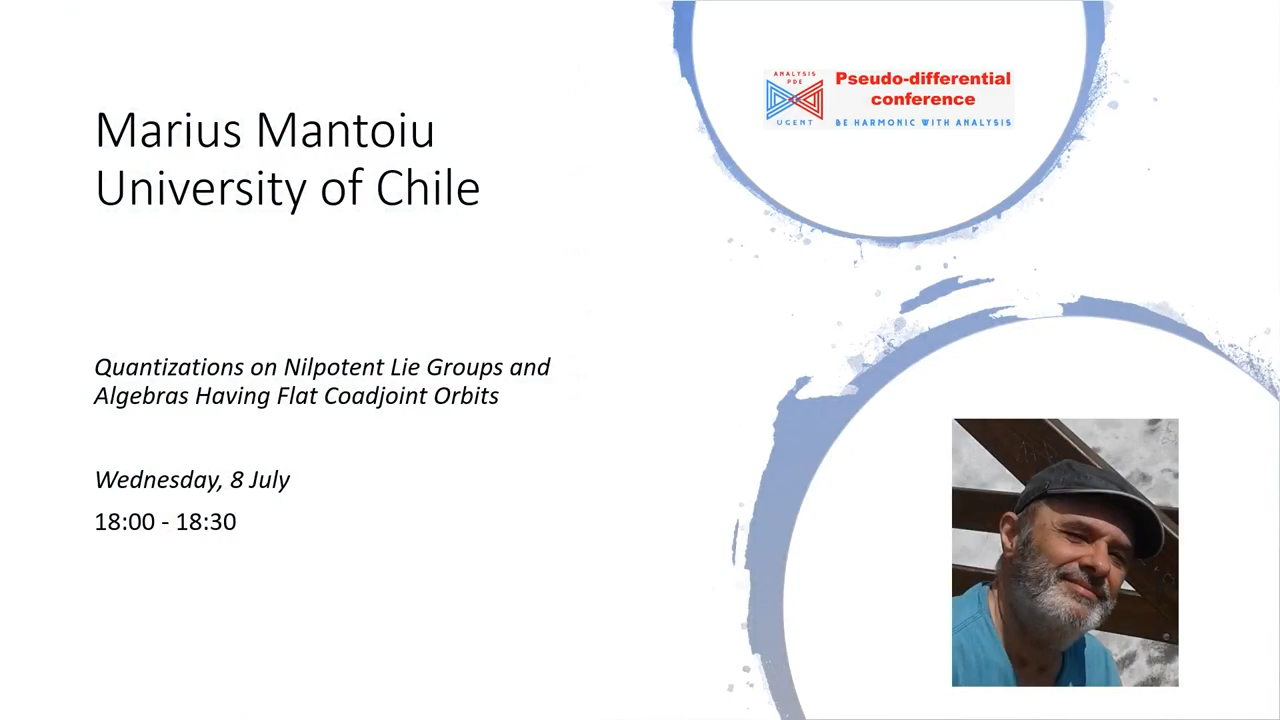 Marius Mantoiu
University of Chile
ANALYSIS
PDE
UGENT
Pseudo-differential
conference
BE HARMONIC WITH ANALYSIS
Quantizations on Nilpotent Lie Groups and
Algebras Having Flat Coadjoint Orbits
Wednesday, 8 July
18:00 - 18:30